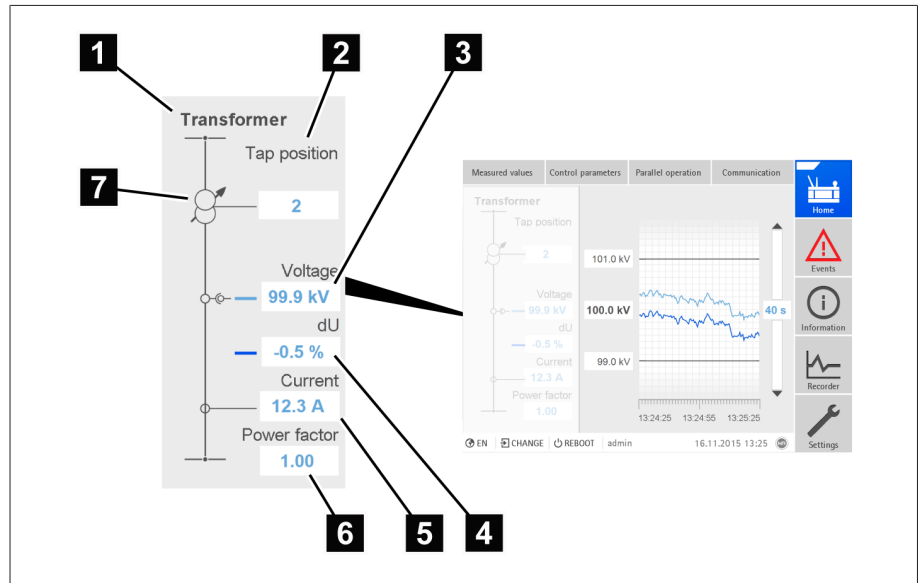 1
2
3
Transformer
Tap position
7
2
Voltage
99.9 kV
dU
-0.5 %
Current
12.3 A
Power factor
1.00
6
5
4
Measured values Control parameters Parallel operation Communication
Home
Transformer
Tap position
2
Voltage
99.9 kV
dU
-0.5 %
Current
12.3 A
Power factor
1.00
101.0 kV
100.0 kV
99.0 kV
40 s
13:24:25 13:24:55 13:25:25
Events
Information
Recorder
Settings
EN CHANGE REBOOT admin 16.11.2015 13:25